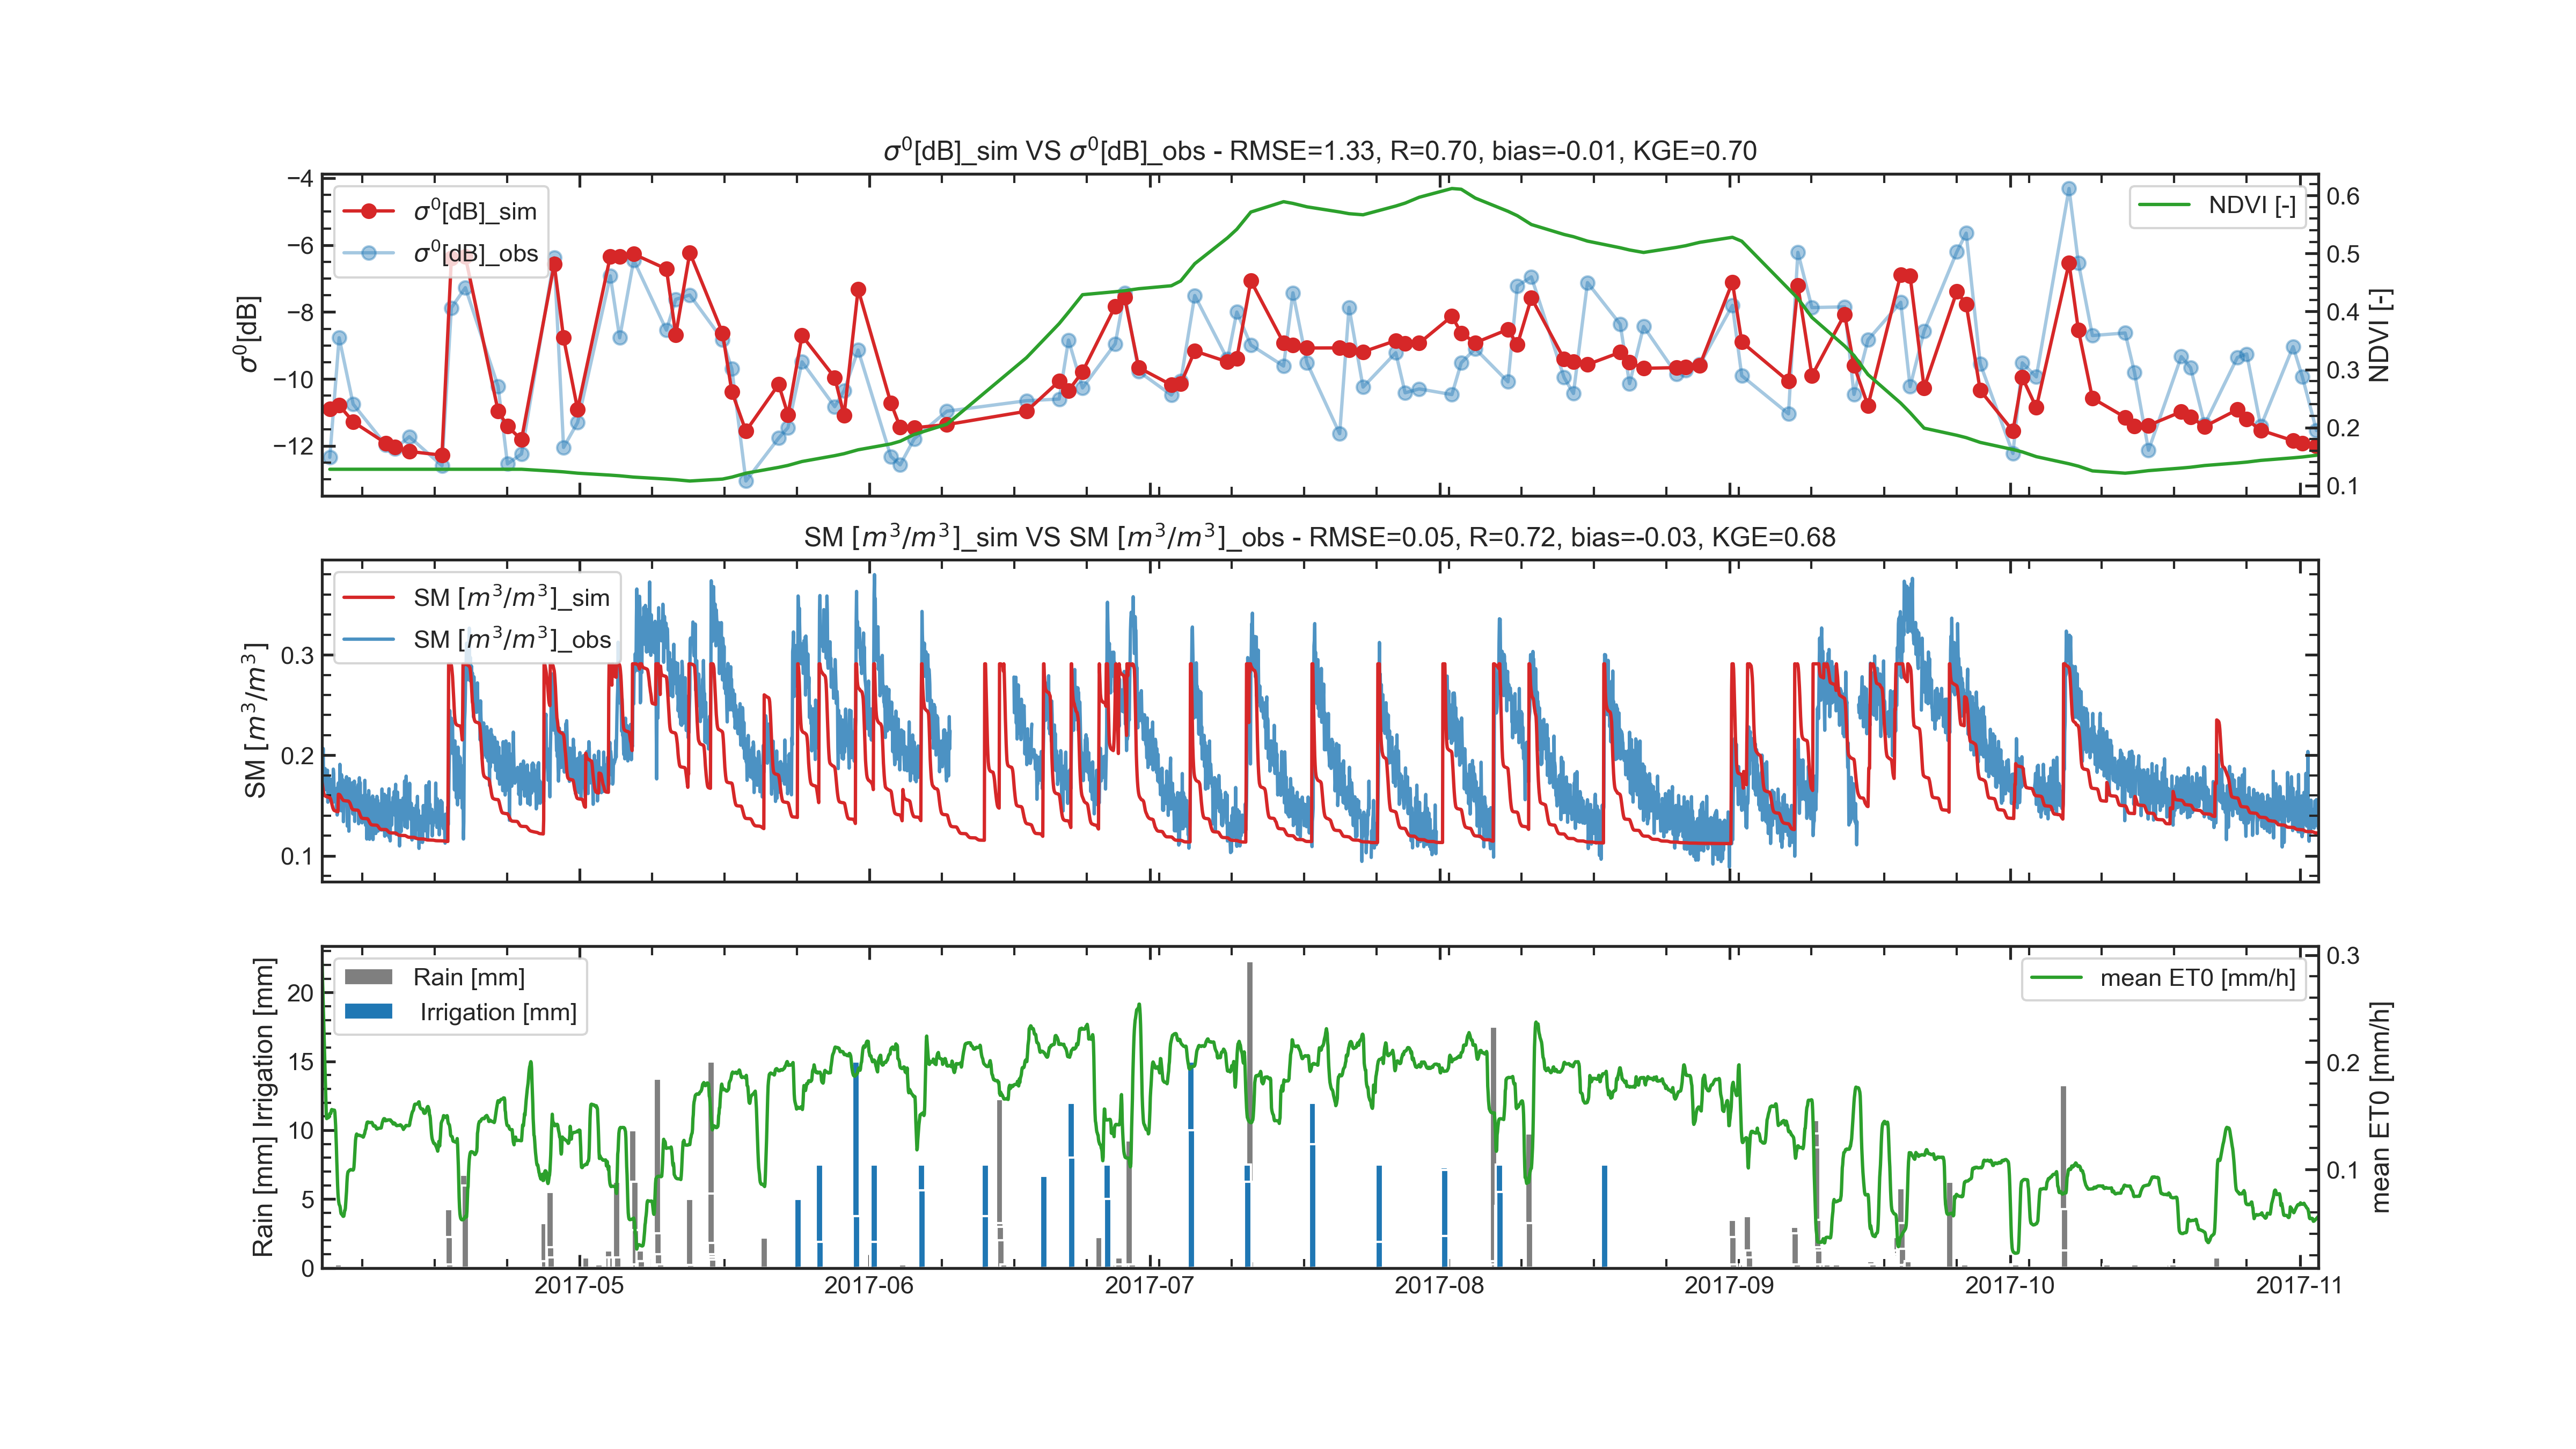 σ⁰[dB]_sim VS σ⁰[dB]_obs - RMSE=1.33, R=0.70, bias=-0.01, KGE=0.70
−4
−6
−8
−10
−12
σ⁰[dB]
σ⁰[dB]_sim
σ⁰[dB]_obs
NDVI [-]
0.6
0.5
0.4
0.3
0.2
0.1
NDVI [-]
SM [m³/m³]_sim VS SM [m³/m³]_obs - RMSE=0.05, R=0.72, bias=-0.03, KGE=0.68
0.3
0.2
0.1
SM [m³/m³]
SM [m³/m³]_sim
SM [m³/m³]_obs
20
15
10
5
0
Rain [mm] Irrigation [mm]
Rain [mm]
Irrigation [mm]
mean ET0 [mm/h]
0.3
0.2
0.1
mean ET0 [mm/h]
2017-05 2017-06 2017-07 2017-08 2017-09 2017-10 2017-11